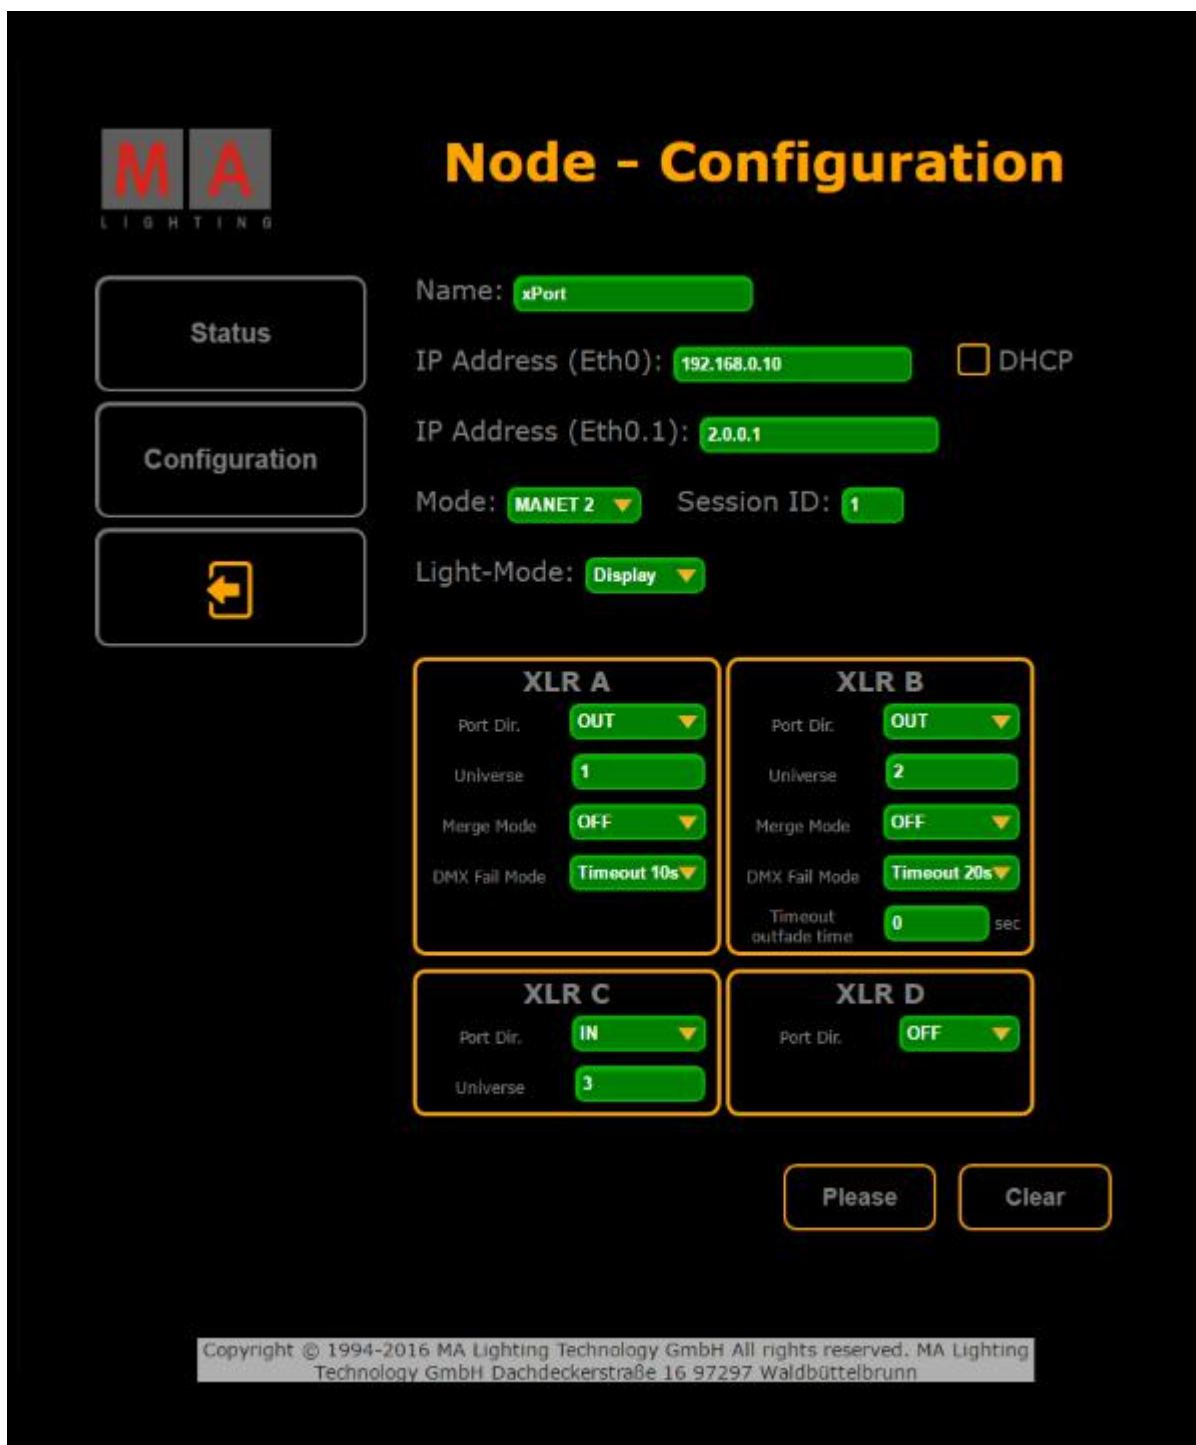 MA
LIGHTING
Node - Configuration
Status
Configuration
Name: xPort
IP Address (Eth0): 192.168.0.10 DHCP
IP Address (Eth0.1): 2.0.0.1
Mode: MANET 2 Session ID: 1
Light-Mode: Display
XLR A
Port Dir. OUT
Universe 1
Merge Mode OFF
DMX Fail Mode Timeout 10s
XLR B
Port Dir. OUT
Universe 2
Merge Mode OFF
DMX Fail Mode Timeout 20s
Timeout
outfade time 0 sec
XLR C
Port Dir. IN
Universe 3
XLR D
Port Dir. OFF
Please Clear
Copyright © 1994-2016 MA Lighting Technology GmbH All rights reserved. MA Lighting
Technology GmbH Dachdeckerstraße 16 97297 Waldbüttelbrunn